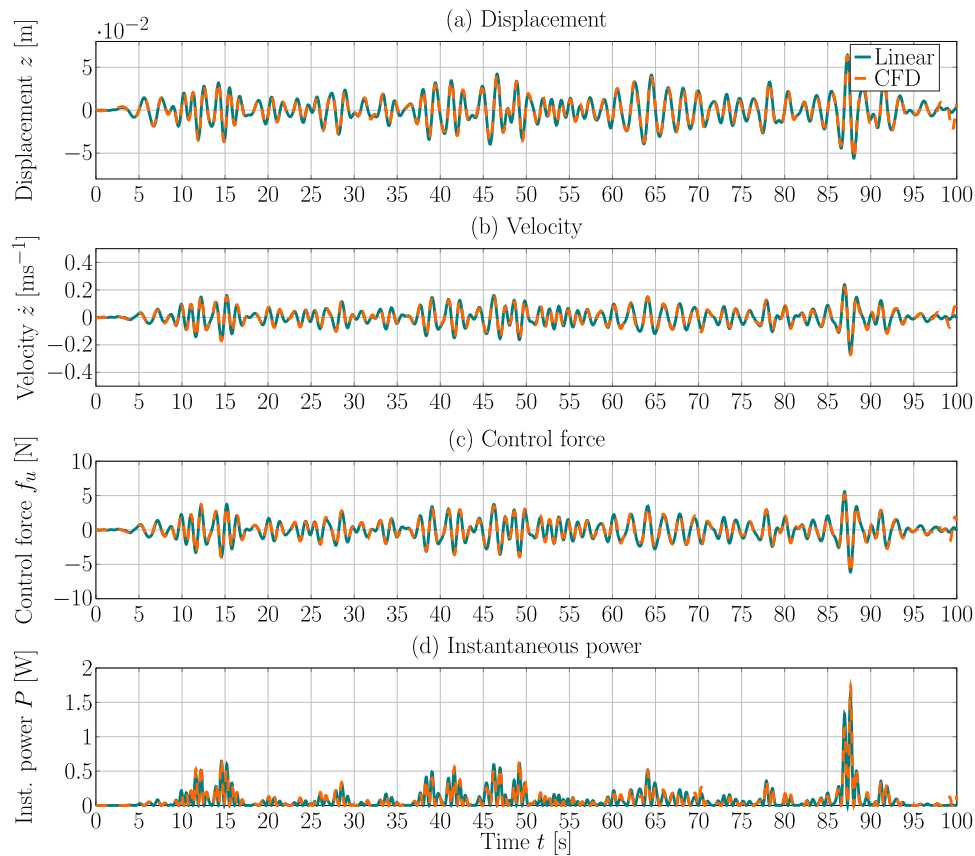 (a) Displacement
·10−2
Displacement z [m]
5
0
−5
Linear
CFD
0 5 10 15 20 25 30 35 40 45 50 55 60 65 70 75 80 85 90 95 100
(b) Velocity
Velocity ż [ms−1]
0.4
0.2
0
−0.2
−0.4
0 5 10 15 20 25 30 35 40 45 50 55 60 65 70 75 80 85 90 95 100
(c) Control force
Control force fu [N]
10
5
0
−5
−10
0 5 10 15 20 25 30 35 40 45 50 55 60 65 70 75 80 85 90 95 100
(d) Instantaneous power
Inst. power P [W]
2
1.5
1
0.5
0
0 5 10 15 20 25 30 35 40 45 50 55 60 65 70 75 80 85 90 95 100
Time t [s]